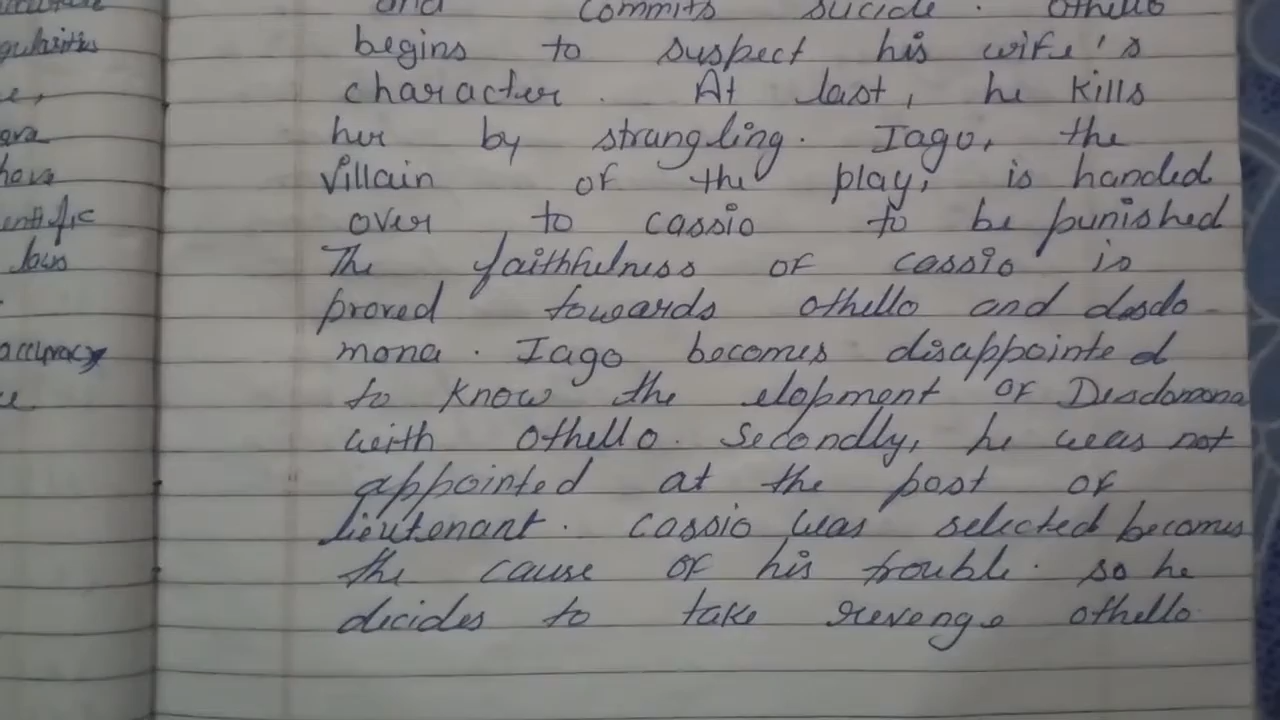 and commits suicide. Othello
begins to suspect his wife's
character. At last, he kills
her by strangling. Iago, the
villain of the play, is handed
over to cassio to be punished
The faithfulness of cassio is
proved towards othello and desdo
mona. Iago becomes disappointed
to know the elopment of Desdomona
with othello. Secondly, he was not
appointed at the post of
lieutenant. Cassio was selected becomes
the cause of his trouble. so he
decides to take revenge othello
gularities
accuracy